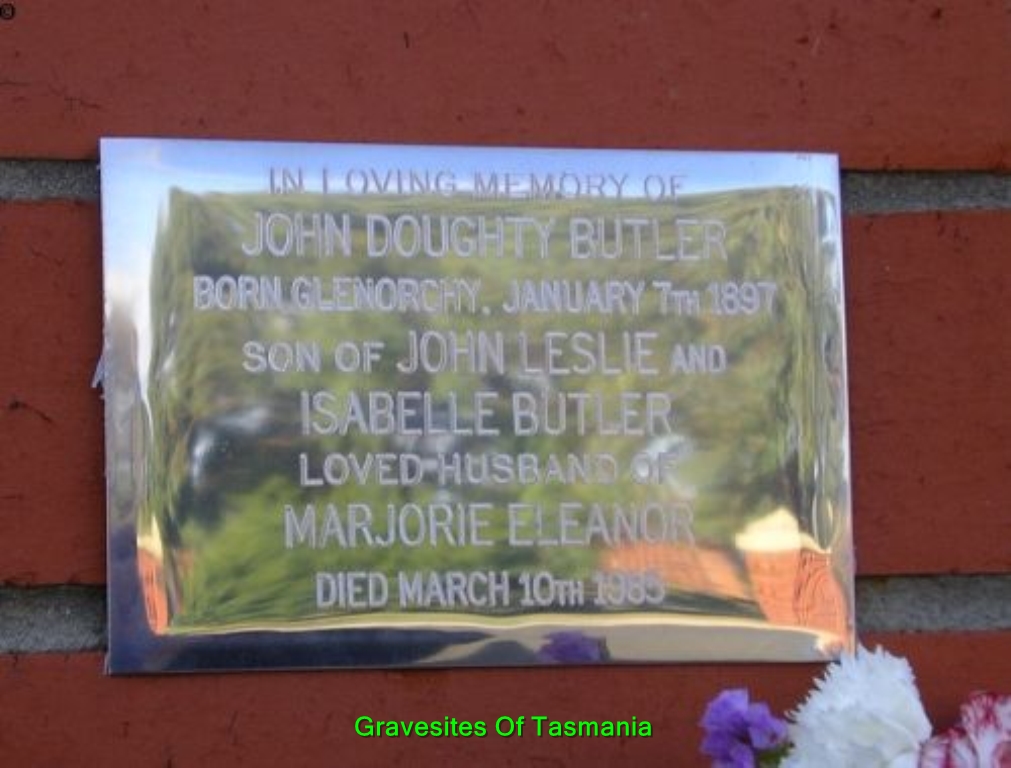 ©
IN LOVING MEMORY OF
JOHN DOUGHTY BUTLER
BORN GLENORCHY, JANUARY 7TH 1897
SON OF JOHN LESLIE AND
ISABELLE BUTLER
LOVED HUSBAND OF
MARJORIE ELEANOR
DIED MARCH 10TH
Gravesites Of Tasmania